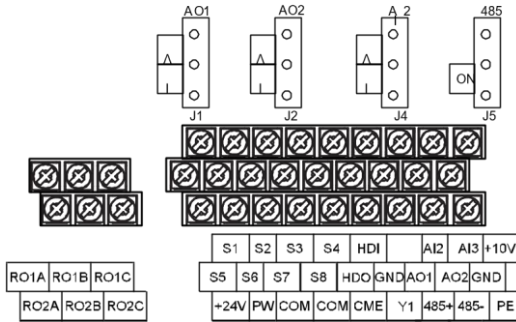 AO1 AO2 A 2 485
V V V ON
I I I
J1 J2 J4 J5
S1 S2 S3 S4 HDI AI2 AI3 +10V
RO1A RO1B RO1C S5 S6 S7 S8 HDO GND AO1 AO2 GND
RO2A RO2B RO2C +24V PW COM COM CME Y1 485+ 485- PE